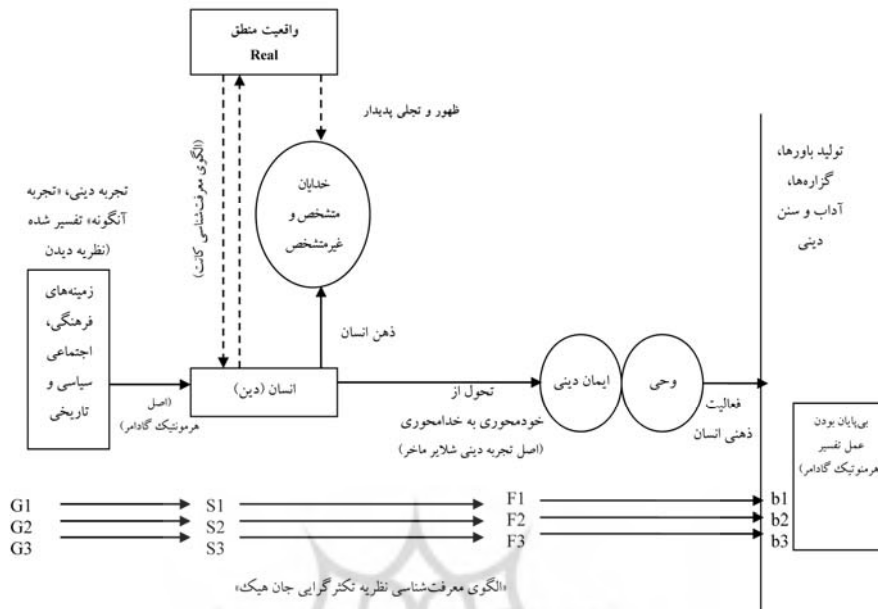 واقعیت منطق
Real
ظهور و تجلی پدیدار
(الگوی معرفت‌شناسی کانت)
خدایان
متشخص و
غیرمتشخص
ذهن انسان
تجربه دینی، «تجربه
آنگونه» تفسیر شده
(نظریه دیدن
زمینه‌های
فرهنگی،
اجتماعی
سیاسی و
تاریخی
(اصل
هرمونتیک گادامر)
انسان (دین)
تحول از
خودمحوری به خدامحوری
(اصل تجربه دینی شلایر ماخر)
ایمان دینی
وحی
فعالیت
ذهنی انسان
تولید باورها،
گزاره‌ها،
آداب و سنن
دینی
بی‌پایان بودن
عمل تفسیر
هرمنوتیک گادامر)
G1 S1 F1 b1
G2 S2 F2 b2
G3 S3 F3 b3
«الگوی معرفت‌شناسی نظریه تکثرگرایی جان هیک»